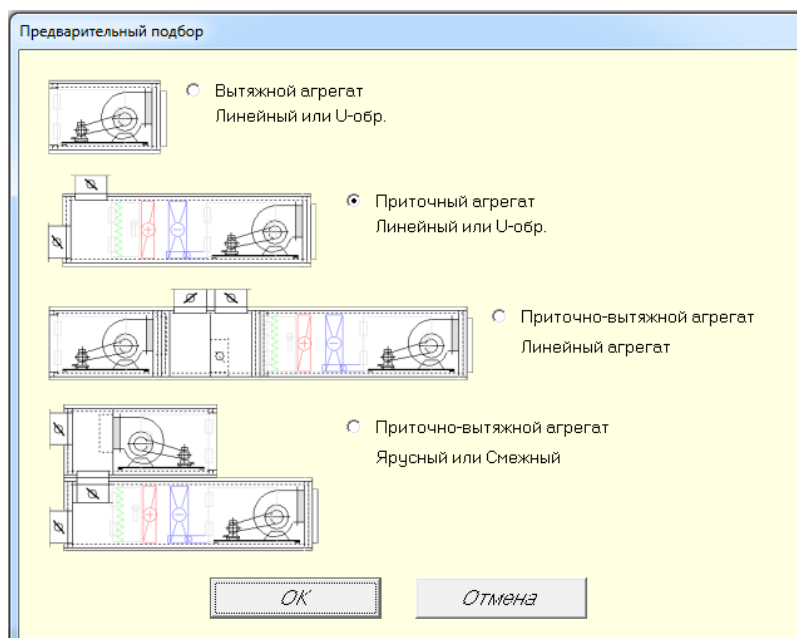 Предварительный подбор
Вытяжной агрегат
Линейный или U-обр.
Приточный агрегат
Линейный или U-обр.
Приточно-вытяжной агрегат
Линейный агрегат
Приточно-вытяжной агрегат
Ярусный или Смежный
OK
Отмена